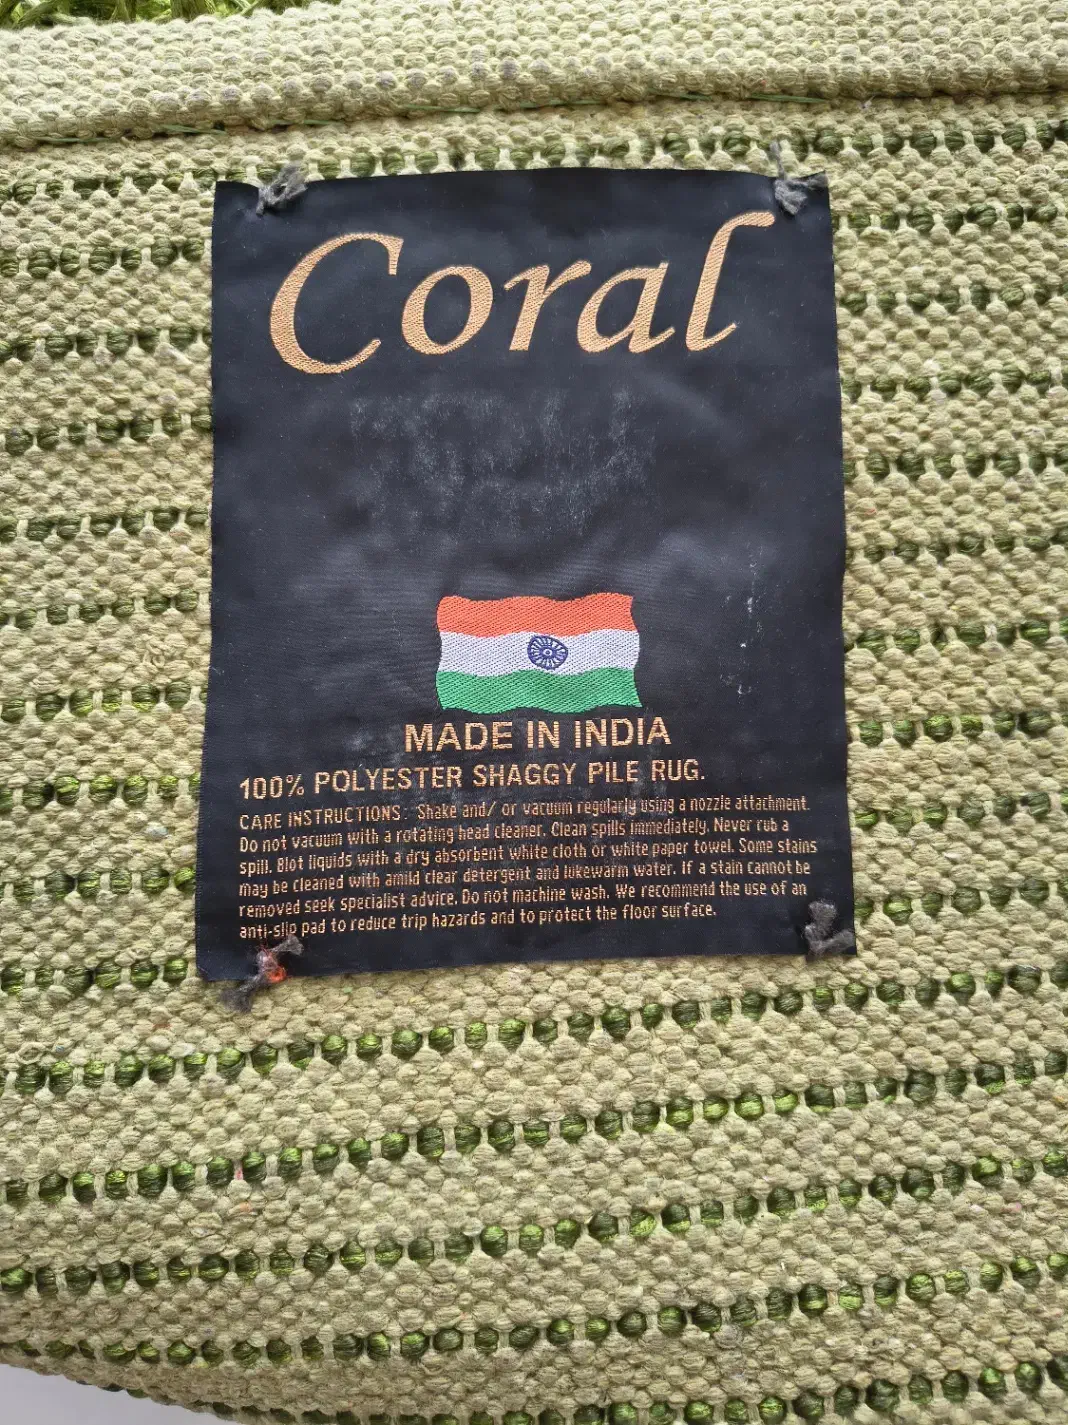 Coral
MADE IN INDIA
100% POLYESTER SHAGGY PILE RUG.
CARE INSTRUCTIONS: Shake and/ or vacuum regularly using a nozzle attachment.
Do not vacuum with a rotating head cleaner. Clean spills immediately. Never rub a
spill. Blot liquids with a dry absorbent white cloth or white paper towel. Some stains
may be cleaned with amild clear detergent and lukewarm water. If a stain cannot be
removed seek specialist advice. Do not machine wash. We recommend the use of an
anti-slip pad to reduce trip hazards and to protect the floor surface.